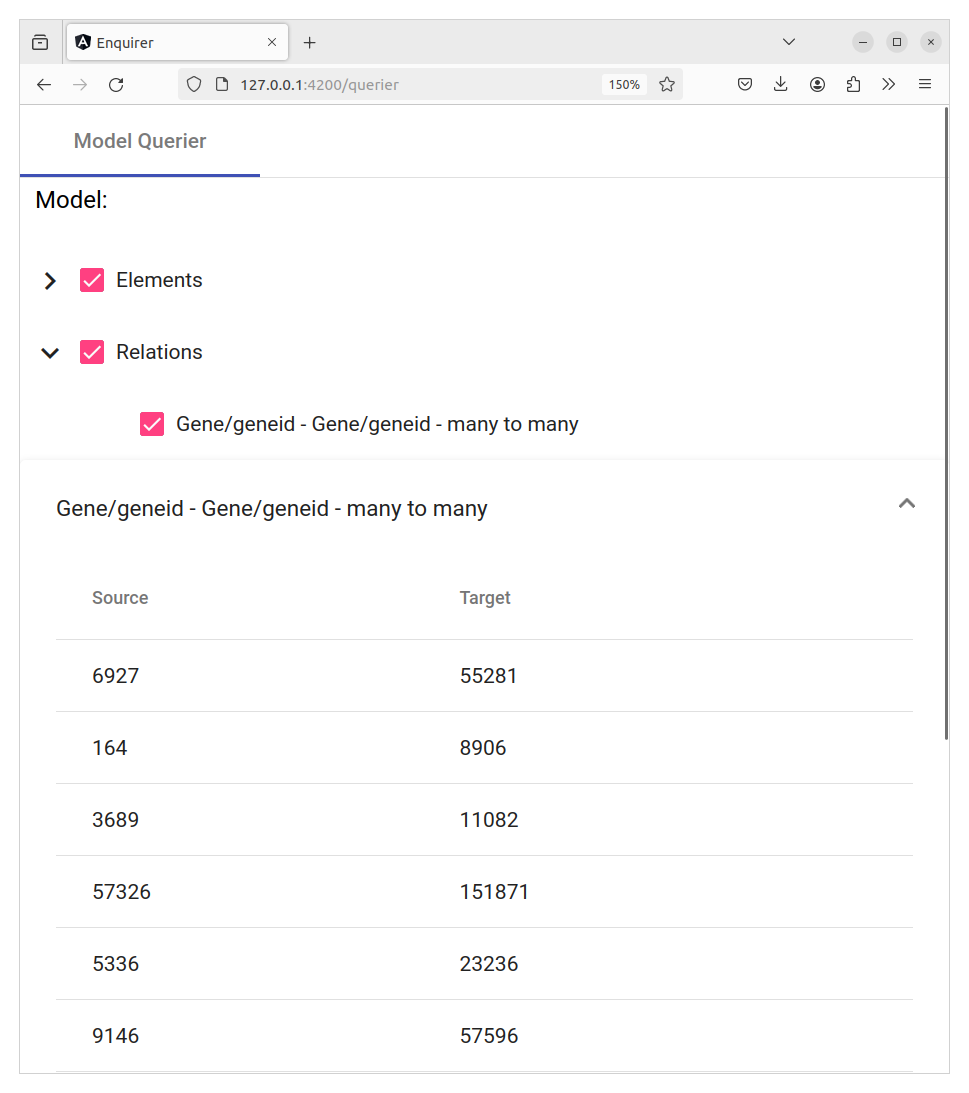 Enquirer
127.0.0.1:4200/querier 150%
Model Querier
Model:
Elements
Relations
Gene/geneid - Gene/geneid - many to many
Gene/geneid - Gene/geneid - many to many
Source Target
6927 55281
164 8906
3689 11082
57326 151871
5336 23236
9146 57596